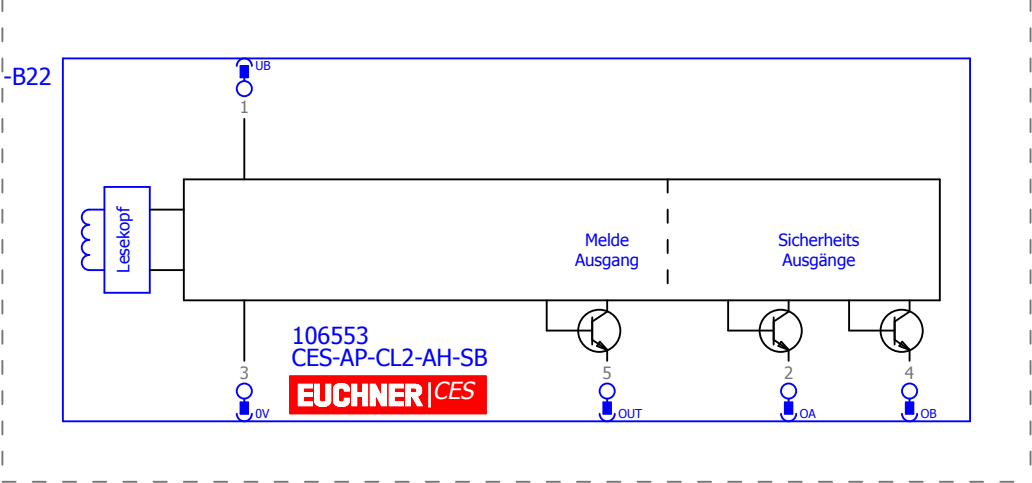 -B22
UB
1
Lesekopf
Melde
Ausgang
Sicherheits
Ausgänge
106553
CES-AP-CL2-AH-SB
EUCHNER|CES
3
0V
5
OUT
2
OA
4
OB